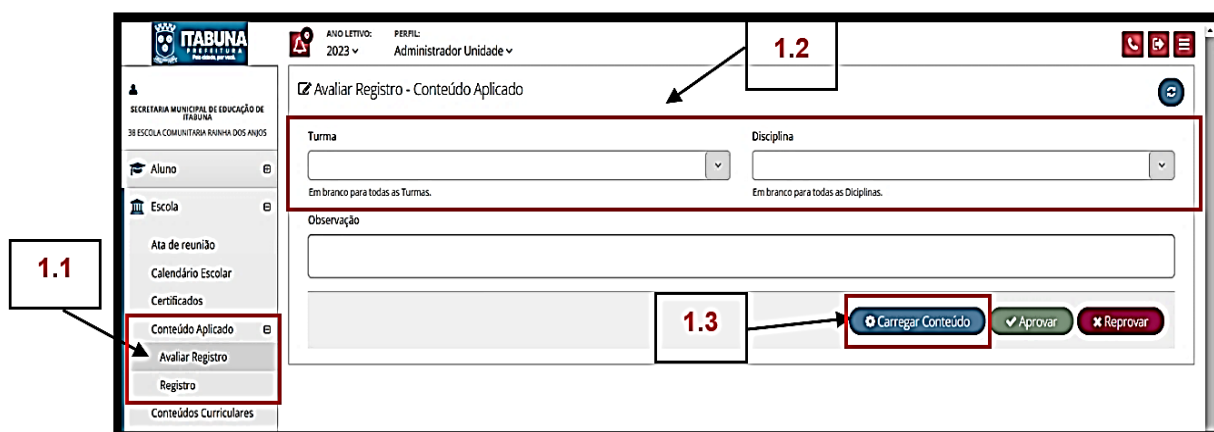 ITABUNA
PREFEITURA
ANO LETIVO:
2023
PERFIL:
Administrador Unidade
1.2
SECRETARIA MUNICIPAL DE EDUCAÇÃO DE
ITABUNA
38 ESCOLA COMUNITARIA RAINHA DOS ANJOS
Aluno
Escola
Ata de reunião
Calendário Escolar
Certificados
Conteúdo Aplicado
Avaliar Registro
Registro
Conteúdos Curriculares
1.1
Avaliar Registro - Conteúdo Aplicado
Turma
Em branco para todas as Turmas.
Disciplina
Em branco para todas as Diciplinas.
Observação
1.3
Carregar Conteúdo
Aprovar
Reprovar